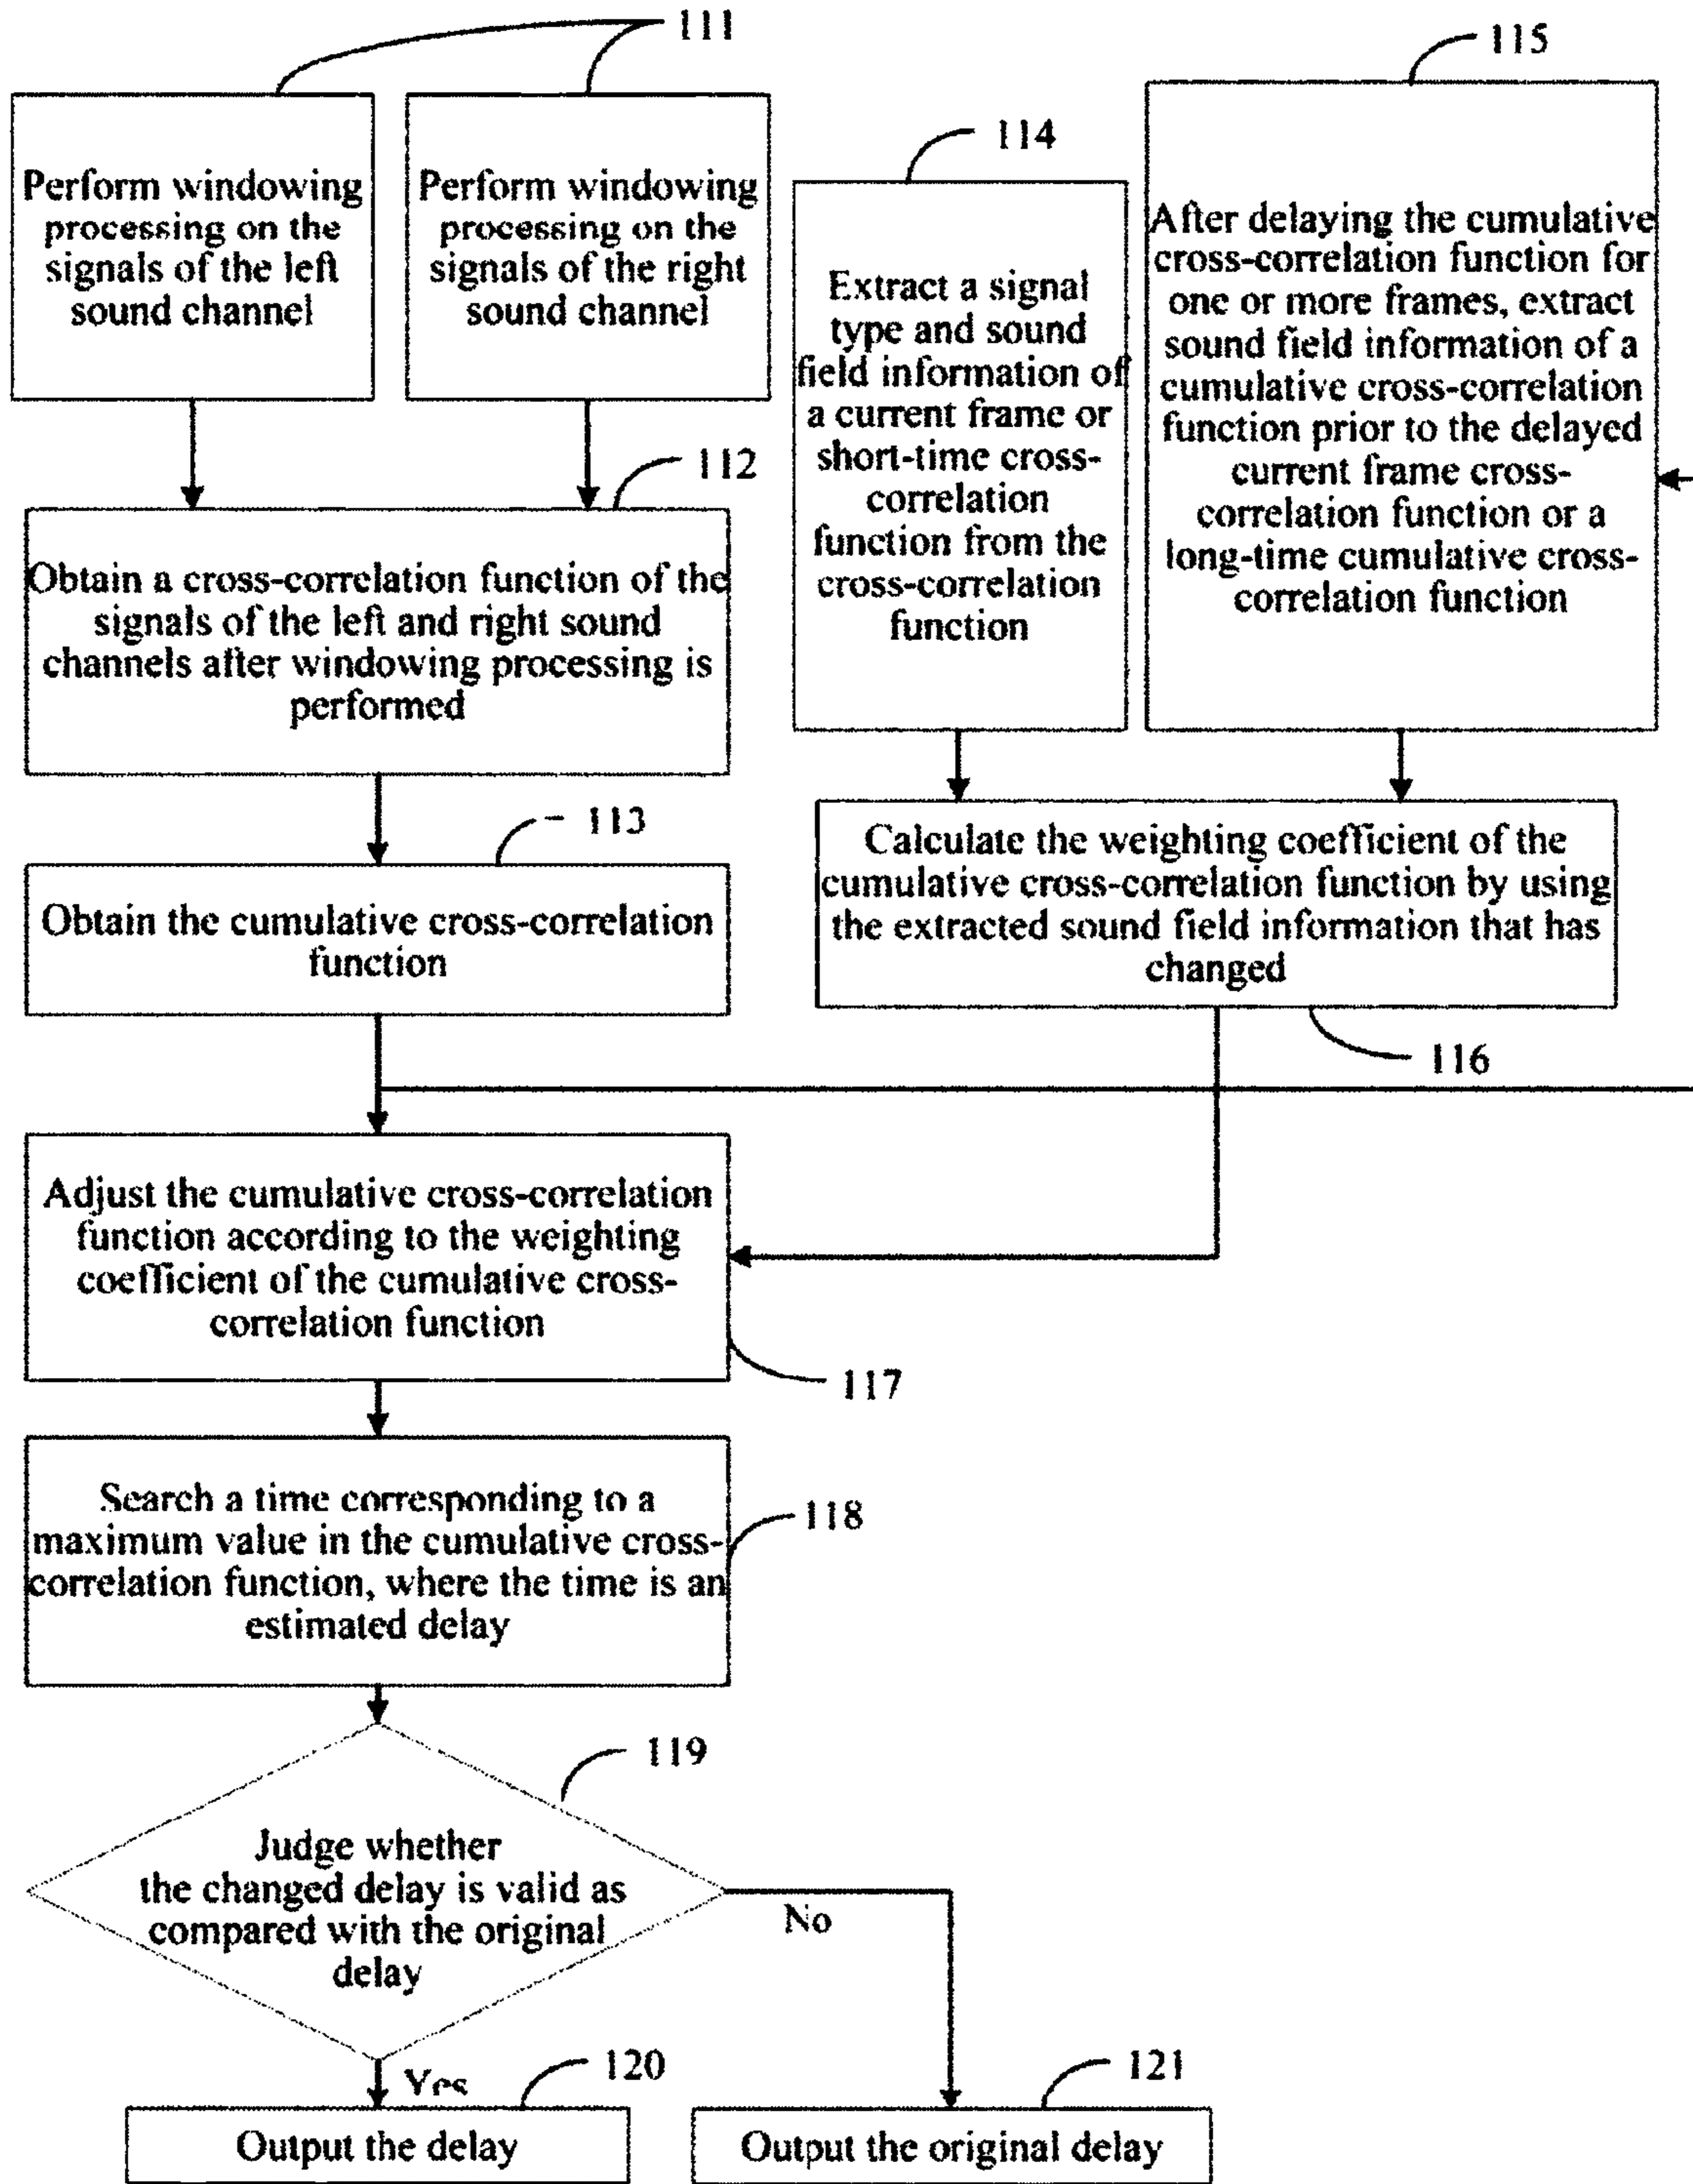 111
Perform windowing
processing on the
signals of the left
sound channel
Perform windowing
processing on the
signals of the right
sound channel
114
Extract a signal
type and sound
field information of
a current frame or
short-time cross-
correlation
function from the
cross-correlation
function
115
After delaying the cumulative
cross-correlation function for
one or more frames, extract
sound field information of a
cumulative cross-correlation
function prior to the delayed
current frame cross-
correlation function or a
long-time cumulative cross-
correlation function
112
Obtain a cross-correlation function of the
signals of the left and right sound
channels after windowing processing is
performed
113
Obtain the cumulative cross-correlation
function
Calculate the weighting coefficient of the
cumulative cross-correlation function by using
the extracted sound field information that has
changed
116
Adjust the cumulative cross-correlation
function according to the weighting
coefficient of the cumulative cross-
correlation function
117
Search a time corresponding to a
maximum value in the cumulative cross-
correlation function, where the time is an
estimated delay
118
119
Judge whether
the changed delay is valid as
compared with the original
delay
No
Yes
120
Output the delay
121
Output the original delay